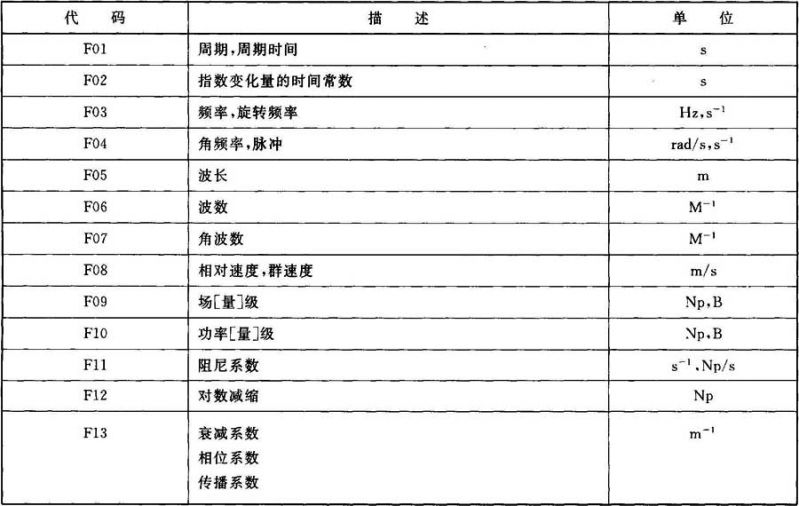 代 码 描 述 单 位
F01 周期,周期时间 s
F02 指数变化量的时间常数 s
F03 频率,旋转频率 Hz,s⁻¹
F04 角频率,脉冲 rad/s,s⁻¹
F05 波长 m
F06 波数 M⁻¹
F07 角波数 M⁻¹
F08 相对速度,群速度 m/s
F09 场[量]级 Np,B
F10 功率[量]级 Np,B
F11 阻尼系数 s⁻¹,Np/s
F12 对数减缩 Np
F13 衰减系数 m⁻¹
相位系数
传播系数